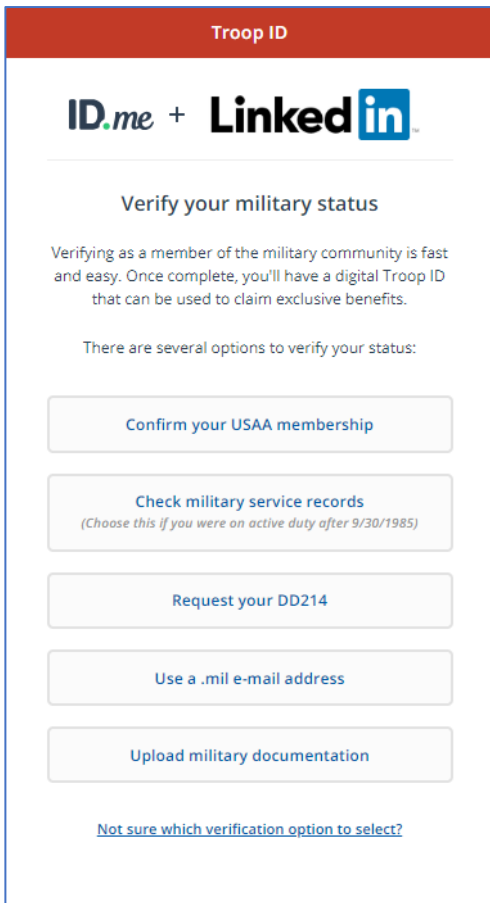 Troop ID
ID.me + Linked in™
Verify your military status
Verifying as a member of the military community is fast
and easy. Once complete, you'll have a digital Troop ID
that can be used to claim exclusive benefits.
There are several options to verify your status:
Confirm your USAA membership
Check military service records
(Choose this if you were on active duty after 9/30/1985)
Request your DD214
Use a .mil e-mail address
Upload military documentation
Not sure which verification option to select?